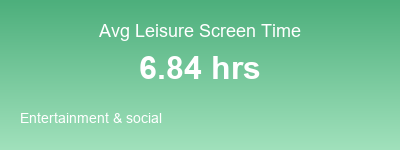 Avg Leisure Screen Time
6.84 hrs
Entertainment & social